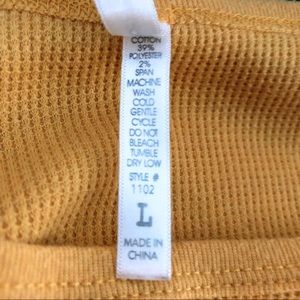 COTTON
39%
POLYESTER
2%
SPAN
MACHINE
WASH
COLD
GENTLE
CYCLE
DO NOT
BLEACH
TUMBLE
DRY LOW
STYLE #
1102
L
MADE IN
CHINA